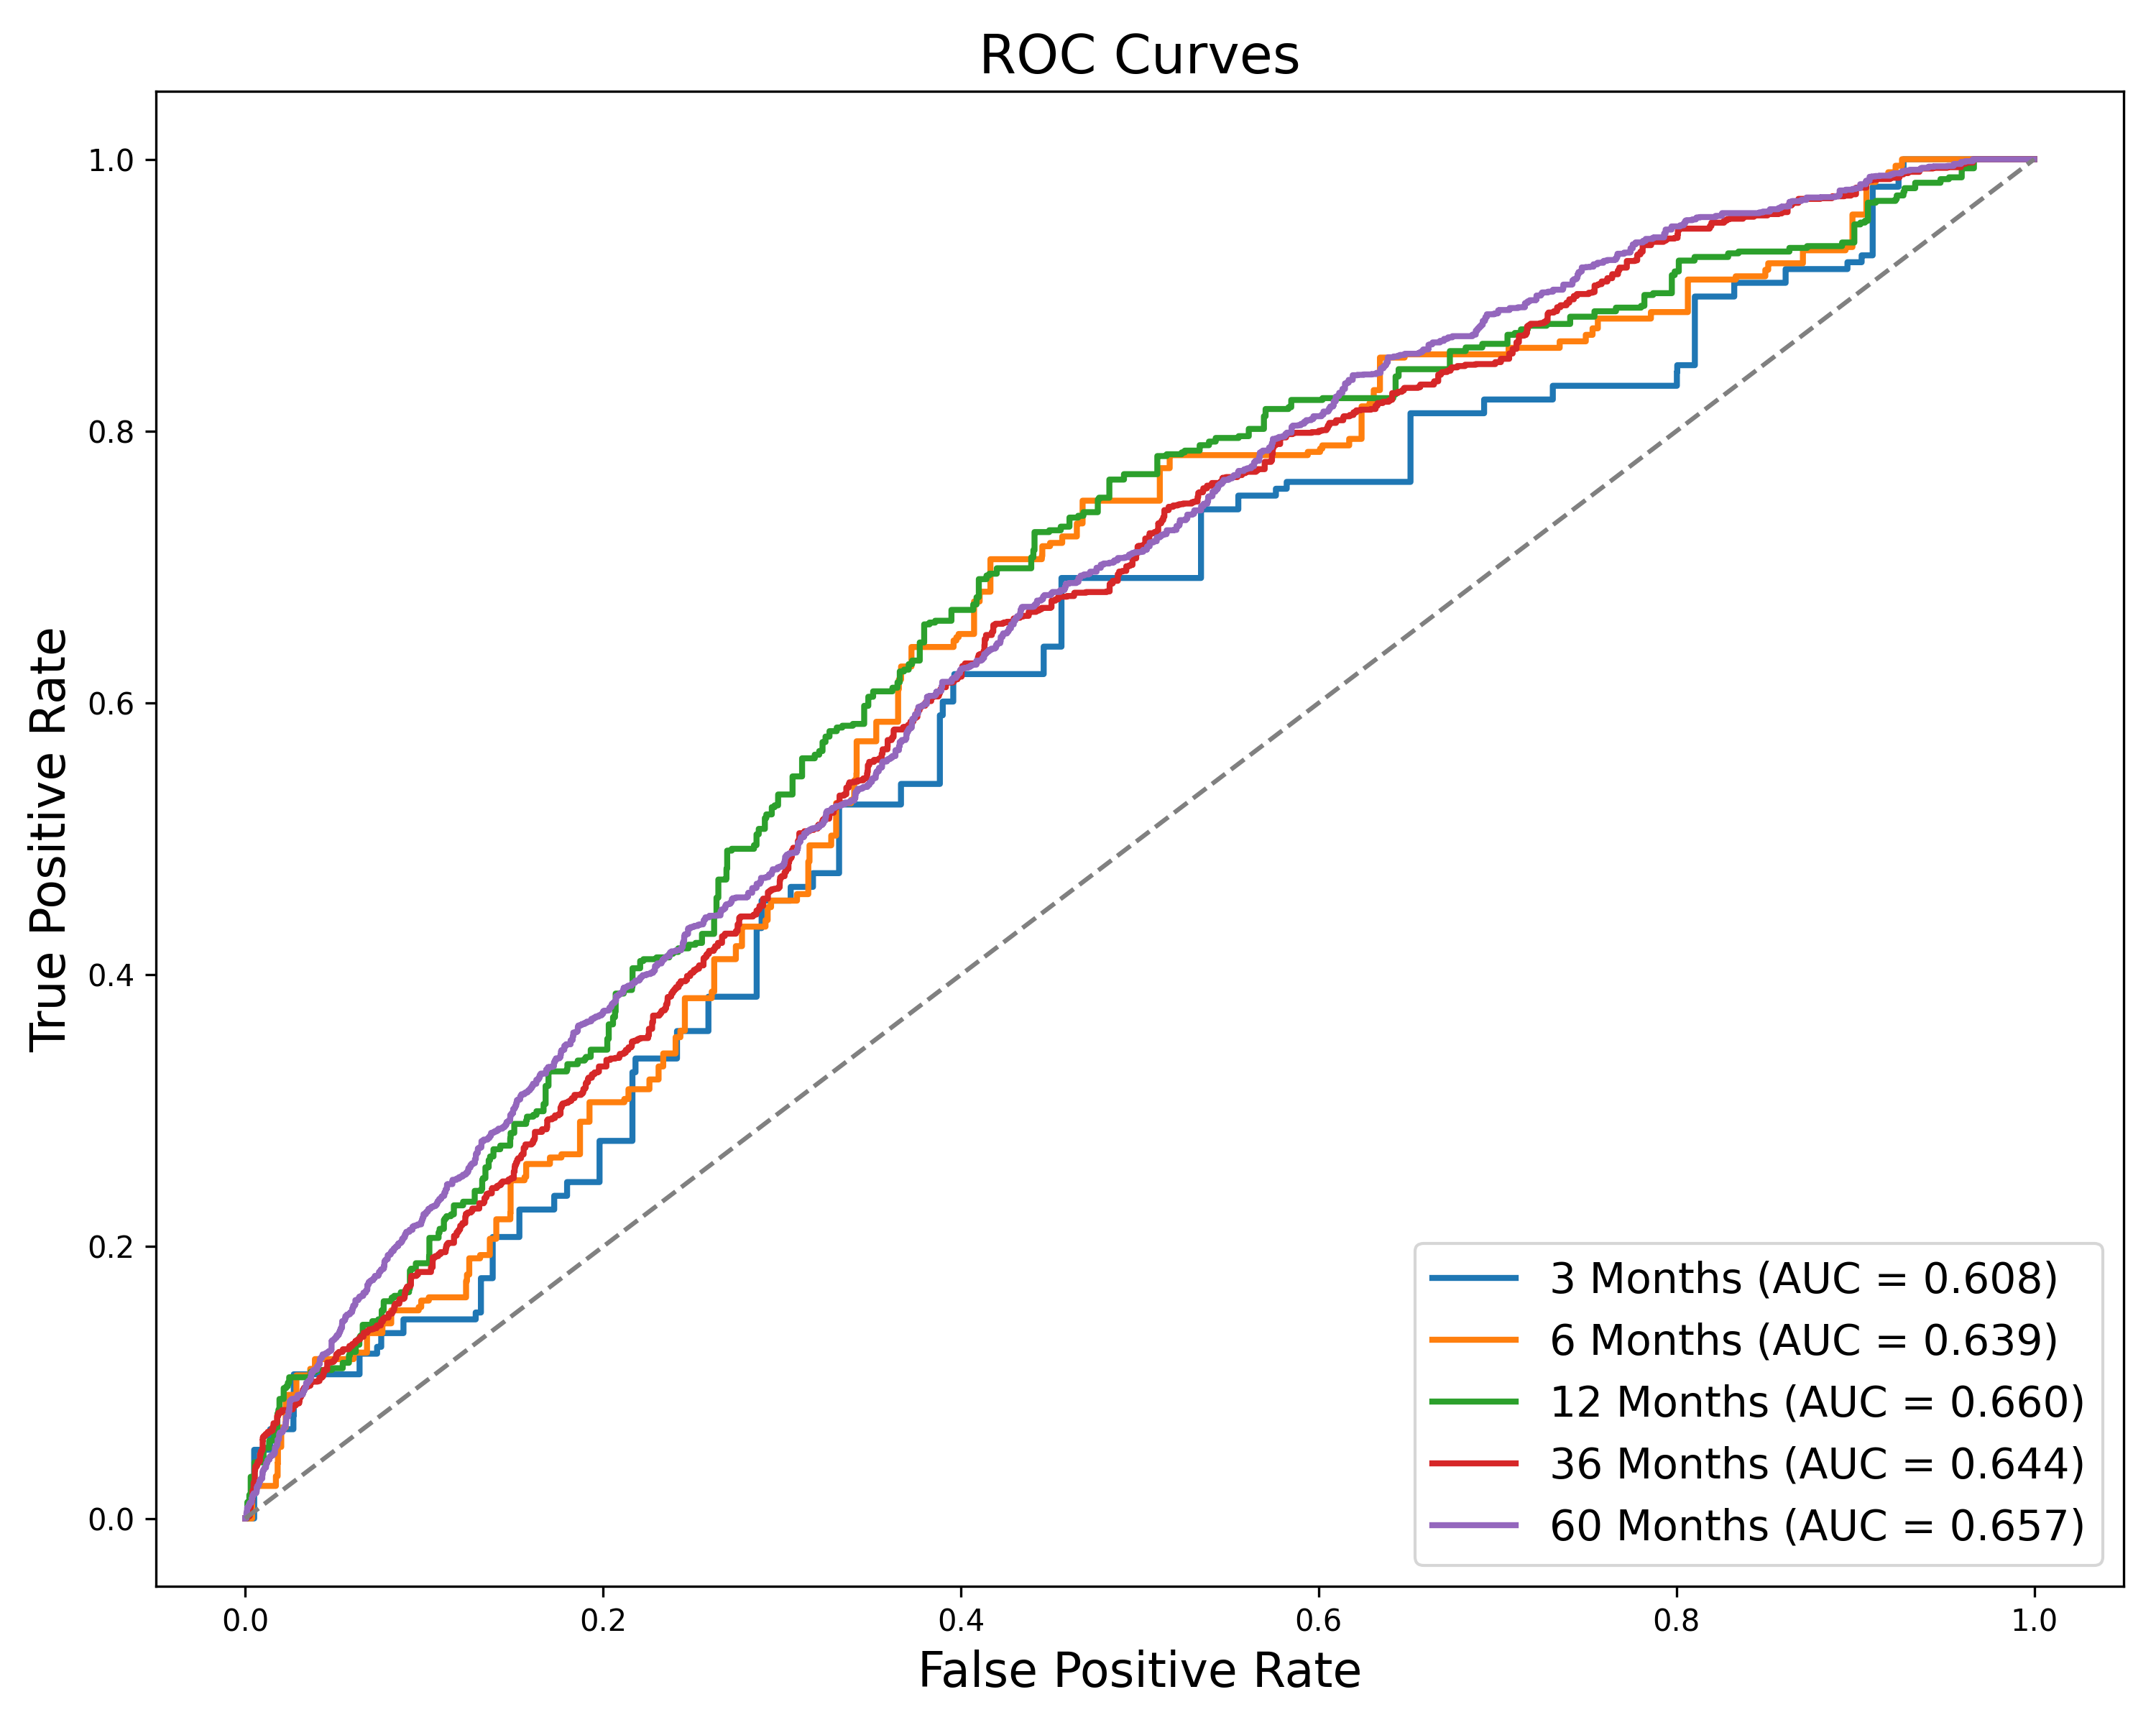 ROC Curves
True Positive Rate
1.0
0.8
0.6
0.4
0.2
0.0
3 Months (AUC = 0.608)
6 Months (AUC = 0.639)
12 Months (AUC = 0.660)
36 Months (AUC = 0.644)
60 Months (AUC = 0.657)
0.0 0.2 0.4 0.6 0.8 1.0
False Positive Rate